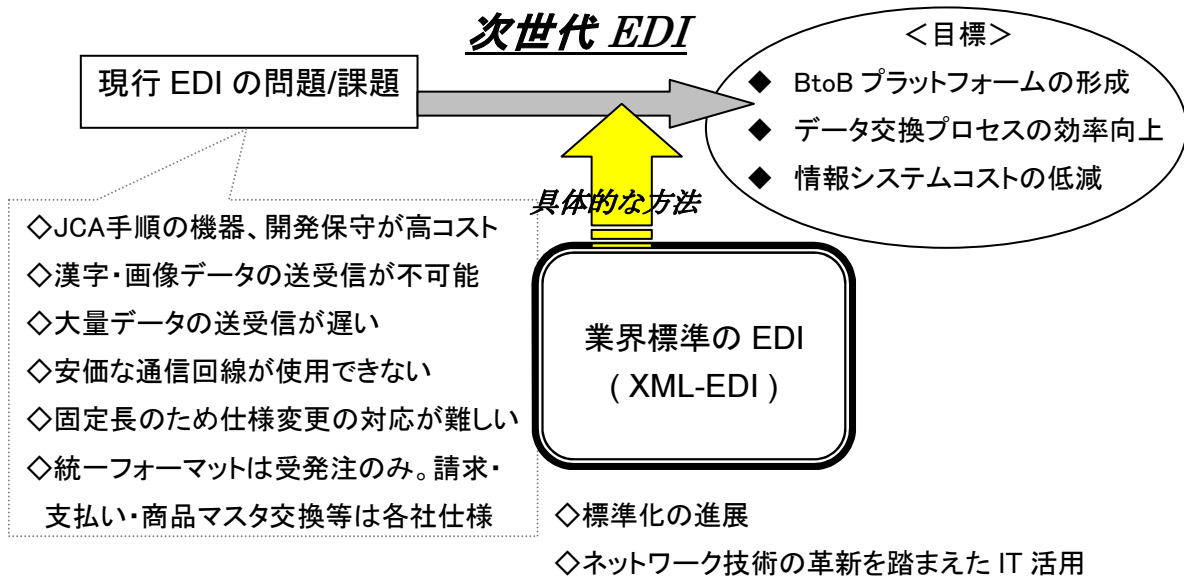 次世代 EDI
現行 EDI の問題/課題
＜目標＞
◆ BtoB プラットフォームの形成
◆ データ交換プロセスの効率向上
◆ 情報システムコストの低減
具体的な方法
◇JCA手順の機器、開発保守が高コスト
◇漢字・画像データの送受信が不可能
◇大量データの送受信が遅い
◇安価な通信回線が使用できない
◇固定長のため仕様変更の対応が難しい
◇統一フォーマットは受発注のみ。請求・
支払い・商品マスタ交換等は各社仕様
業界標準の EDI
( XML-EDI )
◇標準化の進展
◇ネットワーク技術の革新を踏まえた IT 活用